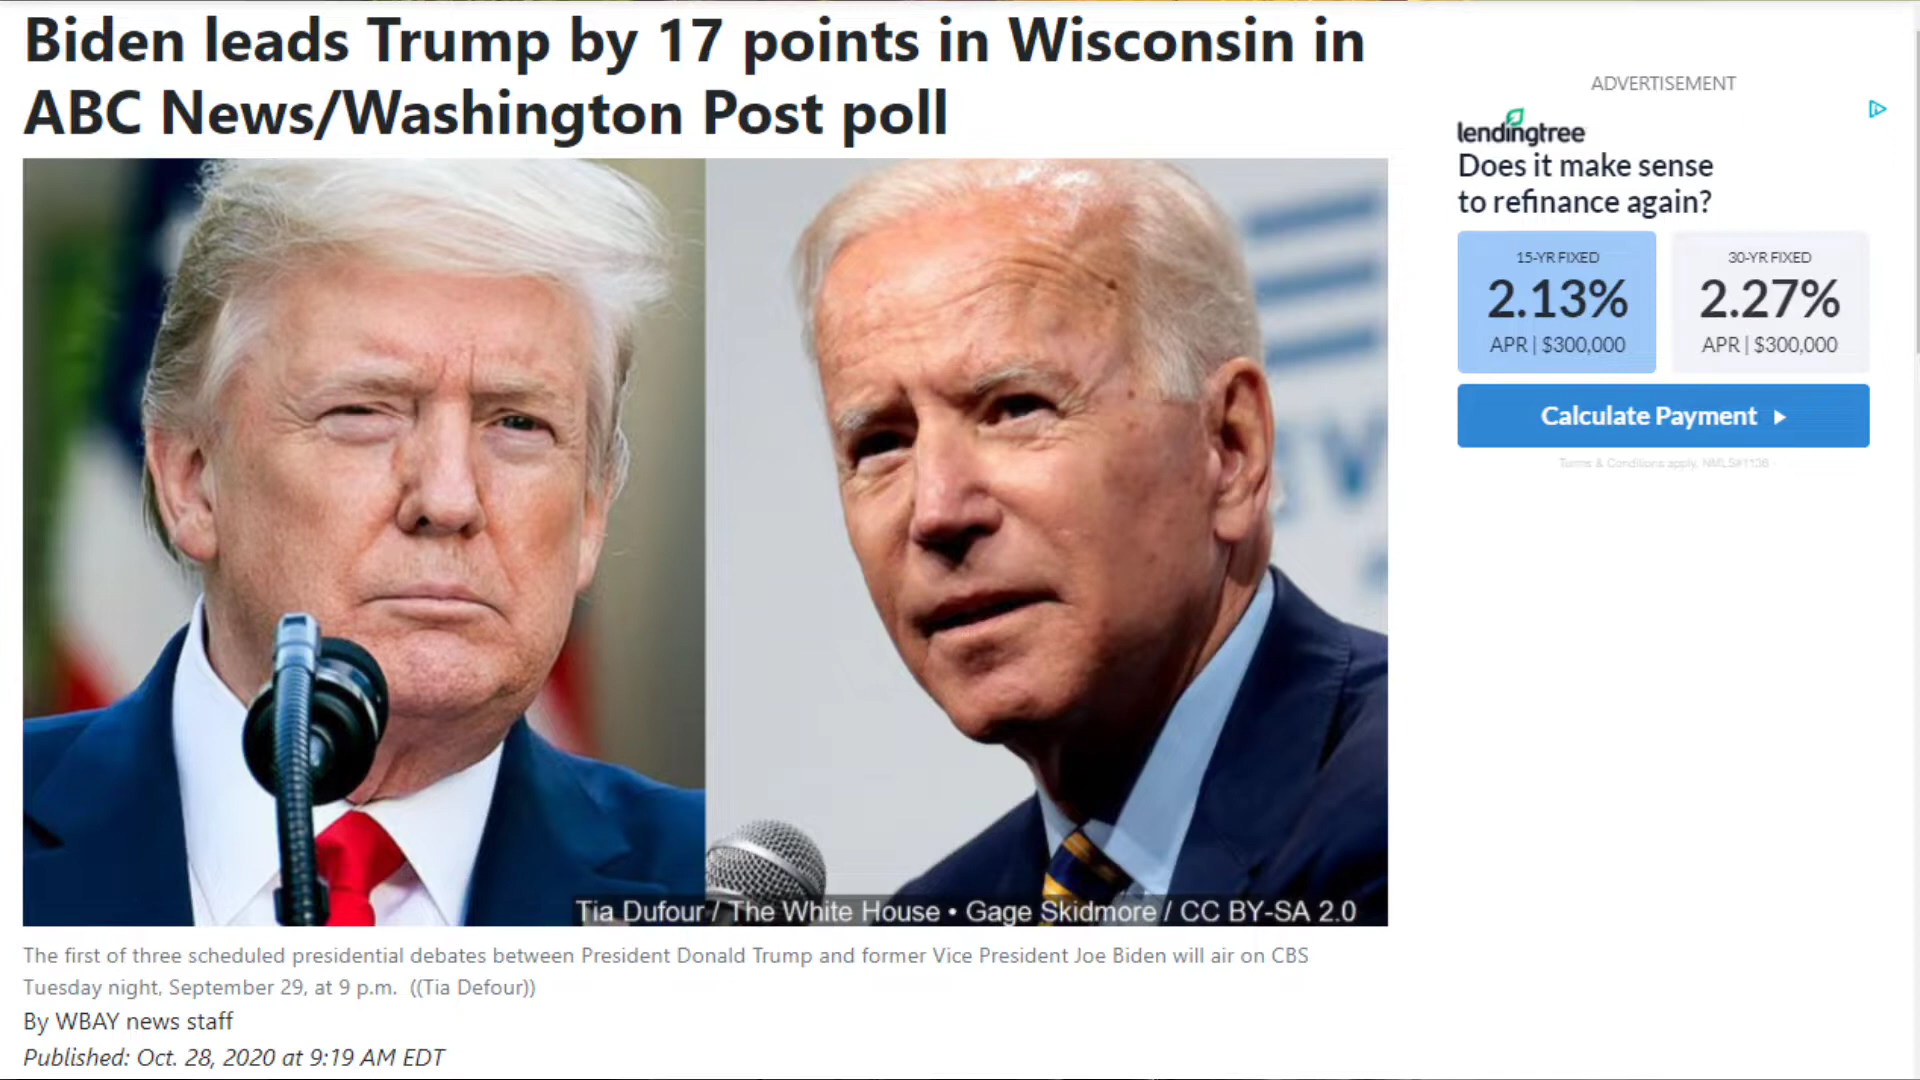 Biden leads Trump by 17 points in Wisconsin in
ABC News/Washington Post poll
Tia Dufour / The White House • Gage Skidmore / CC BY-SA 2.0
The first of three scheduled presidential debates between President Donald Trump and former Vice President Joe Biden will air on CBS
Tuesday night, September 29, at 9 p.m. ((Tia Defour))
By WBAY news staff
Published: Oct. 28, 2020 at 9:19 AM EDT
ADVERTISEMENT
lendingtree
Does it make sense
to refinance again?
15-YR FIXED
2.13%
APR | $300,000
30-YR FIXED
2.27%
APR | $300,000
Calculate Payment
Terms & Conditions apply. NMLS#1136